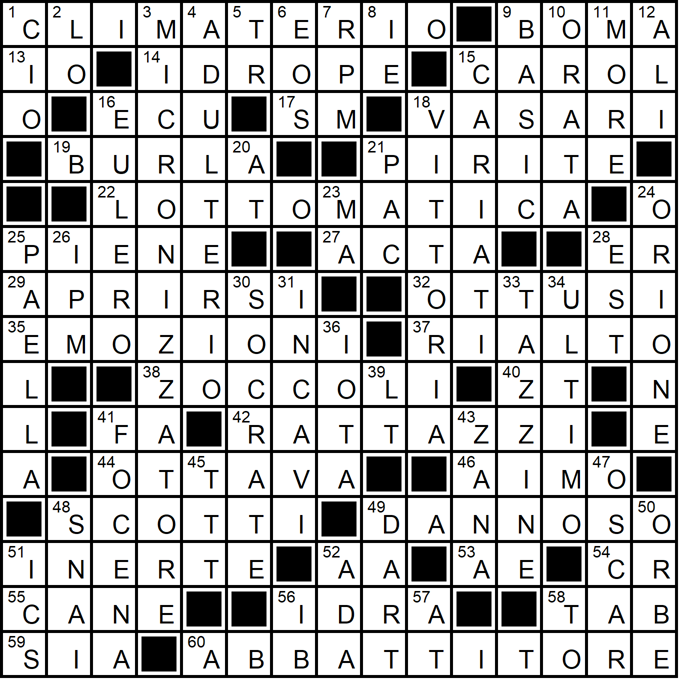 1 C 2 L I 3 M 4 A 5 T 6 E 7 R 8 I O 9 B 10 O 11 M 12 A
13 I O 14 I D R O P E 15 C A R O L
O 16 E C U 17 S M 18 V A S A R I
19 B U R L 20 A 21 P I R I T E
22 L O T T O 23 M A T I C A 24 O
25 P 26 I E N E 27 A C T A 28 E R
29 A P R I R 30 S 31 I 32 O T 33 T 34 U S I
35 E M O Z I O N 36 I 37 R I A L T O
L 38 Z O C C O 39 L I 40 Z T N
L 41 F A 42 R A T T A 43 Z Z I E
A 44 O T 45 T A V A 46 A I M 47 O
48 S C O T T I 49 D A N N O S 50 O
51 I N E R T E 52 A A 53 A E 54 C R
55 C A N E 56 I D R 57 A 58 T A B
59 S I A 60 A B B A T T I T O R E